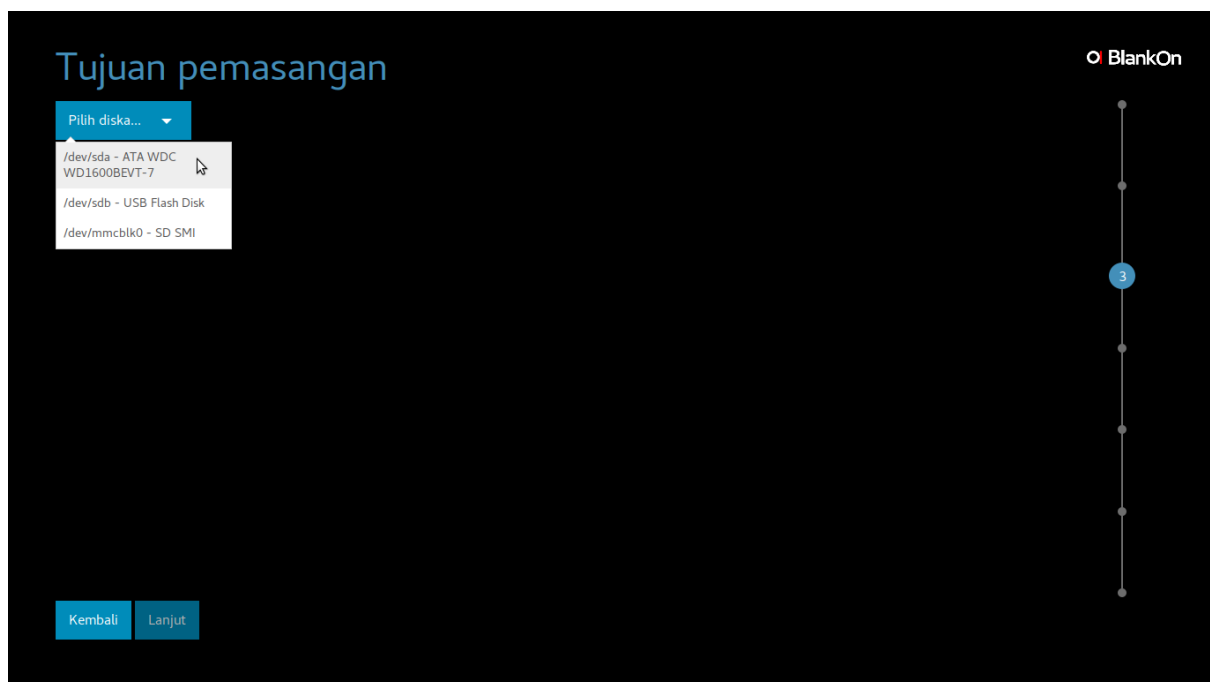 Tujuan pemasangan
BlankOn
Pilih diska...
/dev/sda - ATA WDC
WD1600BEVT-7
/dev/sdb - USB Flash Disk
/dev/mmcblk0 - SD SMI
3
Kembali
Lanjut